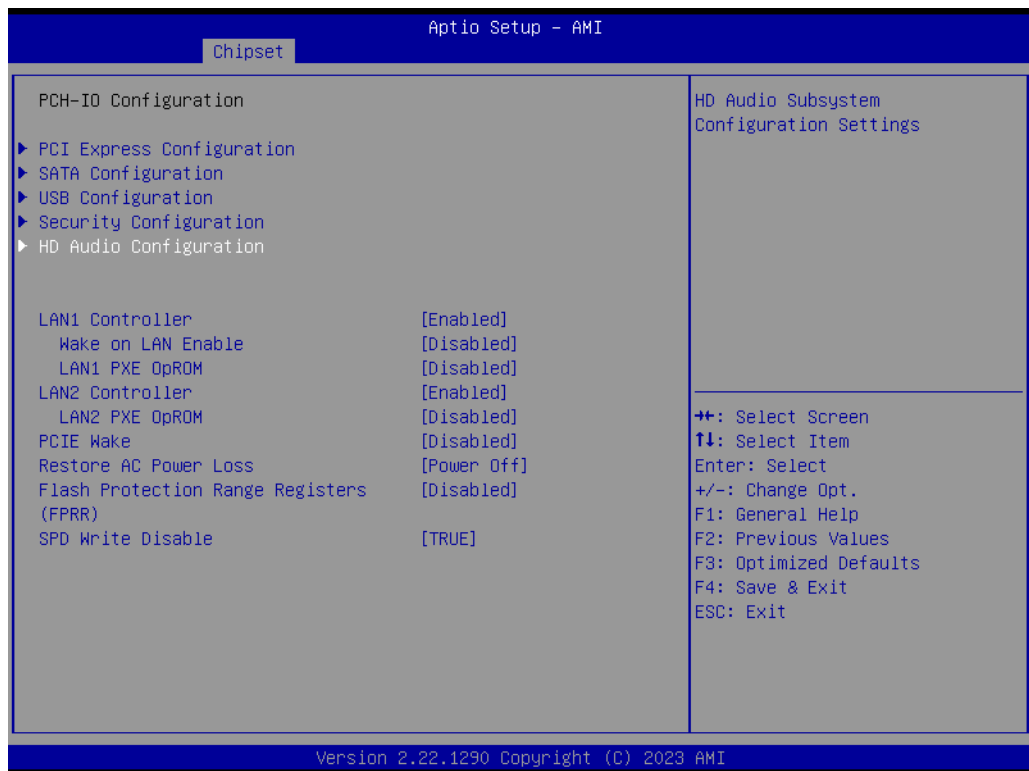 Aptio Setup – AMI
Chipset
PCH-IO Configuration
▶ PCI Express Configuration
▶ SATA Configuration
▶ USB Configuration
▶ Security Configuration
▶ HD Audio Configuration
LAN1 Controller [Enabled]
Wake on LAN Enable [Disabled]
LAN1 PXE OpROM [Disabled]
LAN2 Controller [Enabled]
LAN2 PXE OpROM [Disabled]
PCIE Wake [Disabled]
Restore AC Power Loss [Power Off]
Flash Protection Range Registers [Disabled]
(FPRR)
SPD Write Disable [TRUE]
HD Audio Subsystem
Configuration Settings
→←: Select Screen
↑↓: Select Item
Enter: Select
+/-: Change Opt.
F1: General Help
F2: Previous Values
F3: Optimized Defaults
F4: Save & Exit
ESC: Exit
Version 2.22.1290 Copyright (C) 2023 AMI